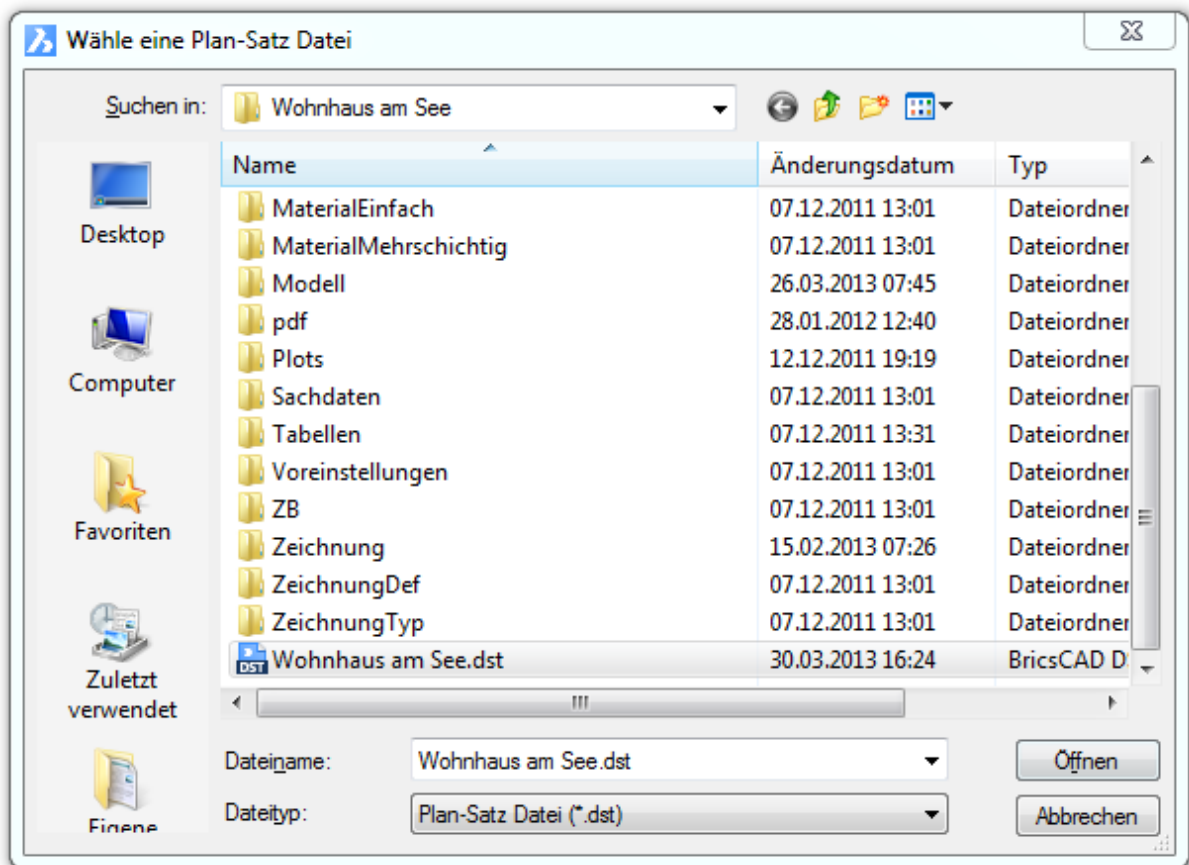 Wähle eine Plan-Satz Datei
Suchen in: Wohnhaus am See
Name Änderungsdatum Typ
MaterialEinfach 07.12.2011 13:01 Dateiordner
MaterialMehrschichtig 07.12.2011 13:01 Dateiordner
Modell 26.03.2013 07:45 Dateiordner
pdf 28.01.2012 12:40 Dateiordner
Plots 12.12.2011 19:19 Dateiordner
Sachdaten 07.12.2011 13:01 Dateiordner
Tabellen 07.12.2011 13:31 Dateiordner
Voreinstellungen 07.12.2011 13:01 Dateiordner
ZB 07.12.2011 13:01 Dateiordner
Zeichnung 15.02.2013 07:26 Dateiordner
ZeichnungDef 07.12.2011 13:01 Dateiordner
ZeichnungTyp 07.12.2011 13:01 Dateiordner
DST Wohnhaus am See.dst 30.03.2013 16:24 BricsCAD D
Desktop
Computer
Favoriten
Zuletzt
verwendet
Eigene
Dateiname: Wohnhaus am See.dst Öffnen
Dateityp: Plan-Satz Datei (*.dst) Abbrechen